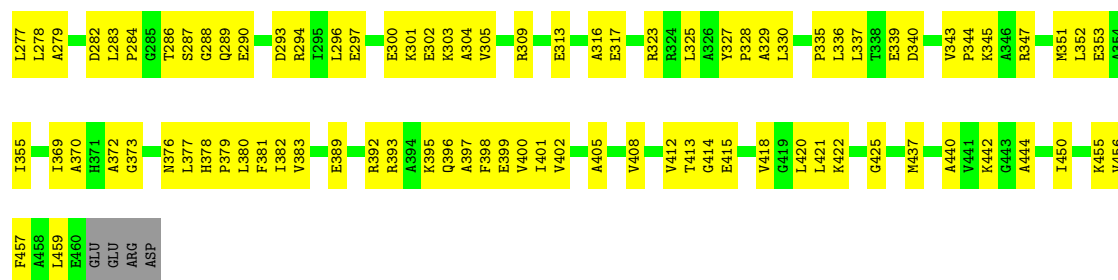 L277 L278 A279 D282 L283 P284 G285 T286 S287 G288 Q289 E290 D293 R294 I295 L296 E297 E300 K301 E302 K303 A304 V305 R309 E313 A316 E317 R323 R324 L325 A326 Y327 P328 A329 L330 P335 L336 L337 T338 E339 D340 V343 P344 K345 A346 R347 M351 L352 E353 A354
I355 I369 A370 H371 A372 G373 N376 L377 H378 P379 L380 F381 I382 V383 E389 R392 R393 A394 K395 Q396 A397 F398 E399 V400 I401 V402 A405 V408 V412 T413 G414 E415 V418 G419 L420 L421 K422 G425 M437 A440 V441 K442 G443 A444 I450 K455 V456
F457 A458 L459 E460 GLU GLU ARG ASP